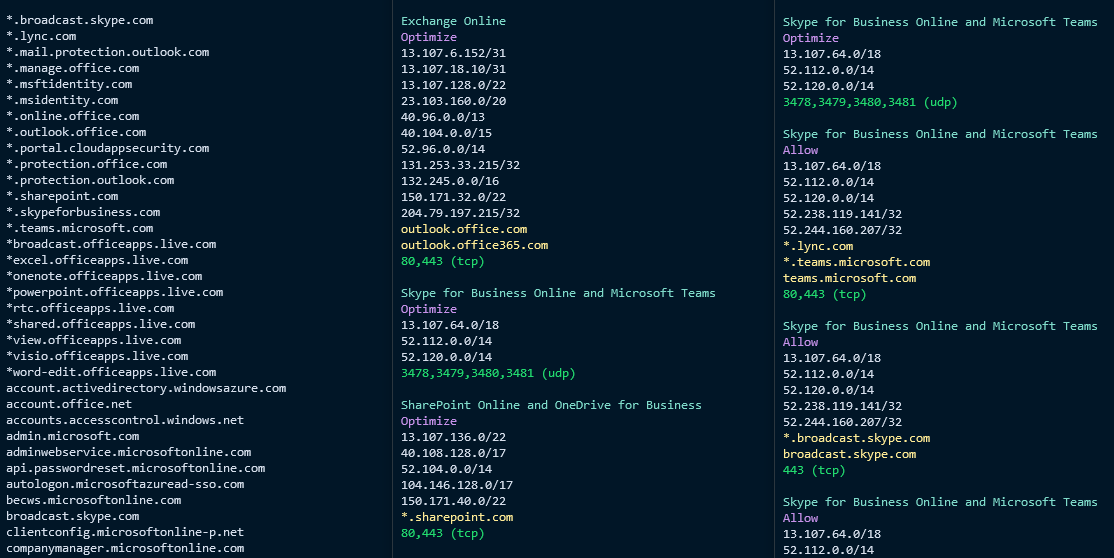 *.broadcast.skype.com
*.lync.com
*.mail.protection.outlook.com
*.manage.office.com
*.msftidentity.com
*.msidentity.com
*.online.office.com
*.outlook.office.com
*.portal.cloudappsecurity.com
*.protection.office.com
*.protection.outlook.com
*.sharepoint.com
*.skypeforbusiness.com
*.teams.microsoft.com
*broadcast.officeapps.live.com
*excel.officeapps.live.com
*onenote.officeapps.live.com
*powerpoint.officeapps.live.com
*rtc.officeapps.live.com
*shared.officeapps.live.com
*view.officeapps.live.com
*visio.officeapps.live.com
*word-edit.officeapps.live.com
account.activedirectory.windowsazure.com
account.office.net
accounts.accesscontrol.windows.net
admin.microsoft.com
adminwebservice.microsoftonline.com
api.passwordreset.microsoftonline.com
autologon.microsoftazuread-sso.com
becws.microsoftonline.com
broadcast.skype.com
clientconfig.microsoftonline-p.net
companymanager.microsoftonline.com
Exchange Online
Optimize
13.107.6.152/31
13.107.18.10/31
13.107.128.0/22
23.103.160.0/20
40.96.0.0/13
40.104.0.0/15
52.96.0.0/14
131.253.33.215/32
132.245.0.0/16
150.171.32.0/22
204.79.197.215/32
outlook.office.com
outlook.office365.com
80,443 (tcp)
Skype for Business Online and Microsoft Teams
Optimize
13.107.64.0/18
52.112.0.0/14
52.120.0.0/14
3478,3479,3480,3481 (udp)
SharePoint Online and OneDrive for Business
Optimize
13.107.136.0/22
40.108.128.0/17
52.104.0.0/14
104.146.128.0/17
150.171.40.0/22
*.sharepoint.com
80,443 (tcp)
Skype for Business Online and Microsoft Teams
Optimize
13.107.64.0/18
52.112.0.0/14
52.120.0.0/14
3478,3479,3480,3481 (udp)
Skype for Business Online and Microsoft Teams
Allow
13.107.64.0/18
52.112.0.0/14
52.120.0.0/14
52.238.119.141/32
52.244.160.207/32
*.lync.com
*.teams.microsoft.com
teams.microsoft.com
80,443 (tcp)
Skype for Business Online and Microsoft Teams
Allow
13.107.64.0/18
52.112.0.0/14
52.120.0.0/14
52.238.119.141/32
52.244.160.207/32
*.broadcast.skype.com
broadcast.skype.com
443 (tcp)
Skype for Business Online and Microsoft Teams
Allow
13.107.64.0/18
52.112.0.0/14